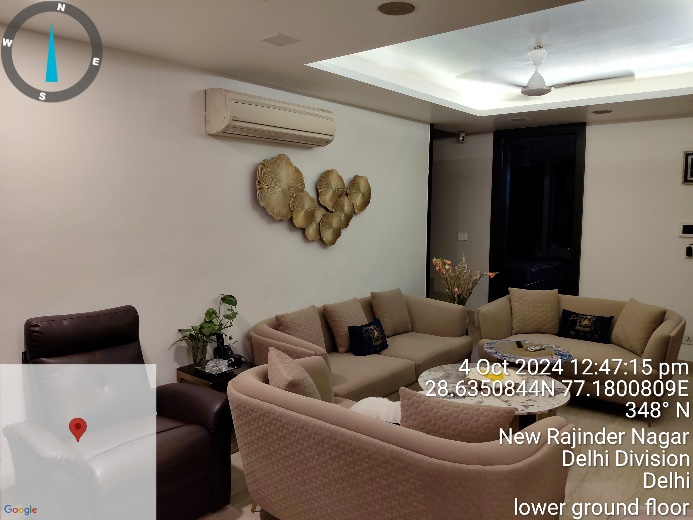 N
W
E
S
4 Oct 2024 12:47:15 pm
28.6350844N 77.1800809E
348° N
New Rajinder Nagar
Delhi Division
Delhi
lower ground floor
Google